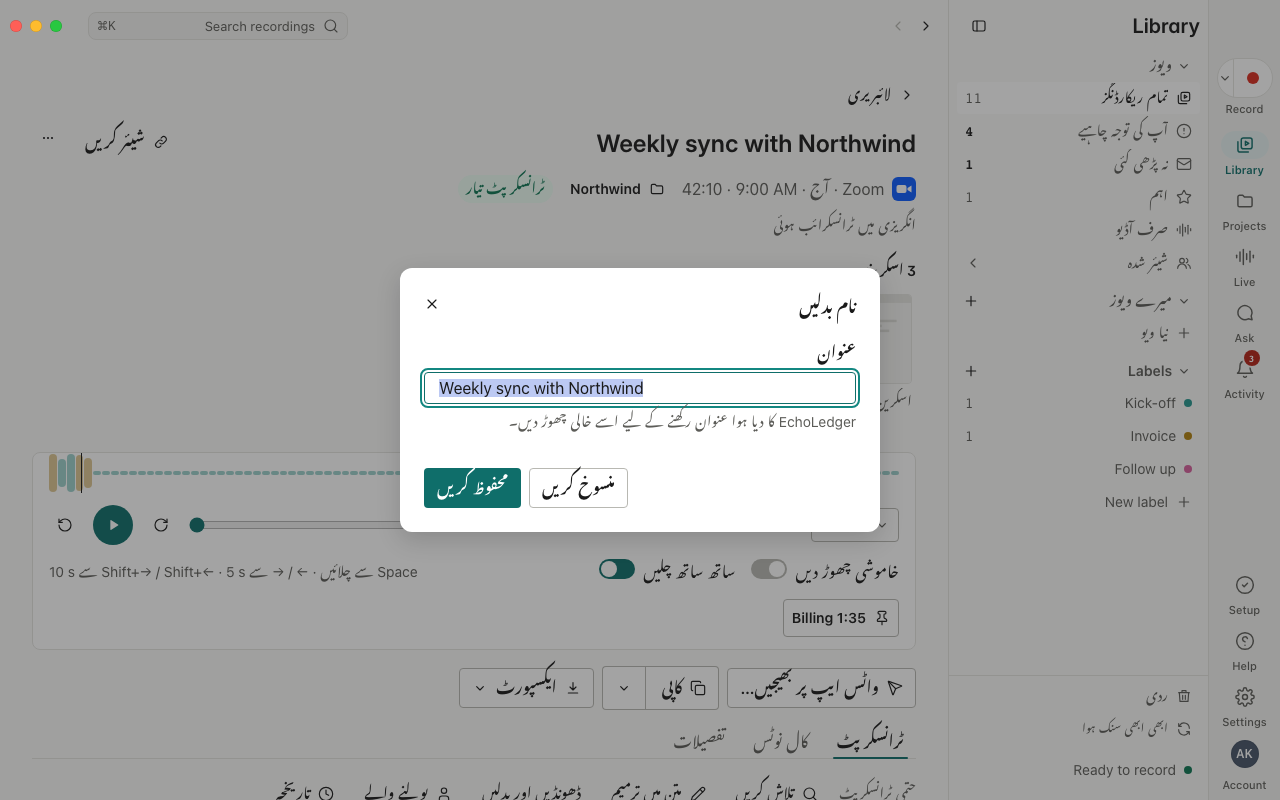 Library
ویوز
تمام ریکارڈنگز 11
آپ کی توجہ چاہیے 4
نہ پڑھی گئی 1
اہم 1
صرف آڈیو
شیئر شدہ
میرے ویوز
نیا ویو
Labels
Kick-off 1
Invoice 1
Follow up
New label
ردی
ابھی ابھی سنک ہوا
Ready to record
Record
Library
Projects
Live
Ask
3
Activity
Setup
Help
Settings
AK
Account
Search recordings ⌘K
لائبریری
Weekly sync with Northwind
شیئر کریں
Zoom · آج · 9:00 AM · 42:10
Northwind
ٹرانسکرپٹ تیار
انگریزی میں ٹرانسکرائب ہوئی
3
نام بدلیں
عنوان
Weekly sync with Northwind
EchoLedger کا دیا ہوا عنوان رکھنے کے لیے اسے خالی چھوڑ دیں۔
منسوخ کریں
محفوظ کریں
خاموشی چھوڑ دیں
ساتھ ساتھ چلیں
Space سے چلائیں · ← / → سے 5 s · Shift+← / Shift+→ سے 10 s
Billing 1:35
واٹس ایپ پر بھیجیں...
کاپی
ایکسپورٹ
ٹرانسکرپٹ
کال نوٹس
تفصیلات
حتمی ٹرانسکرپٹ
تلاش کریں
متن میں ترمیم
ڈھونڈیں اور بدلیں
بولنے والے
تاریخچہ